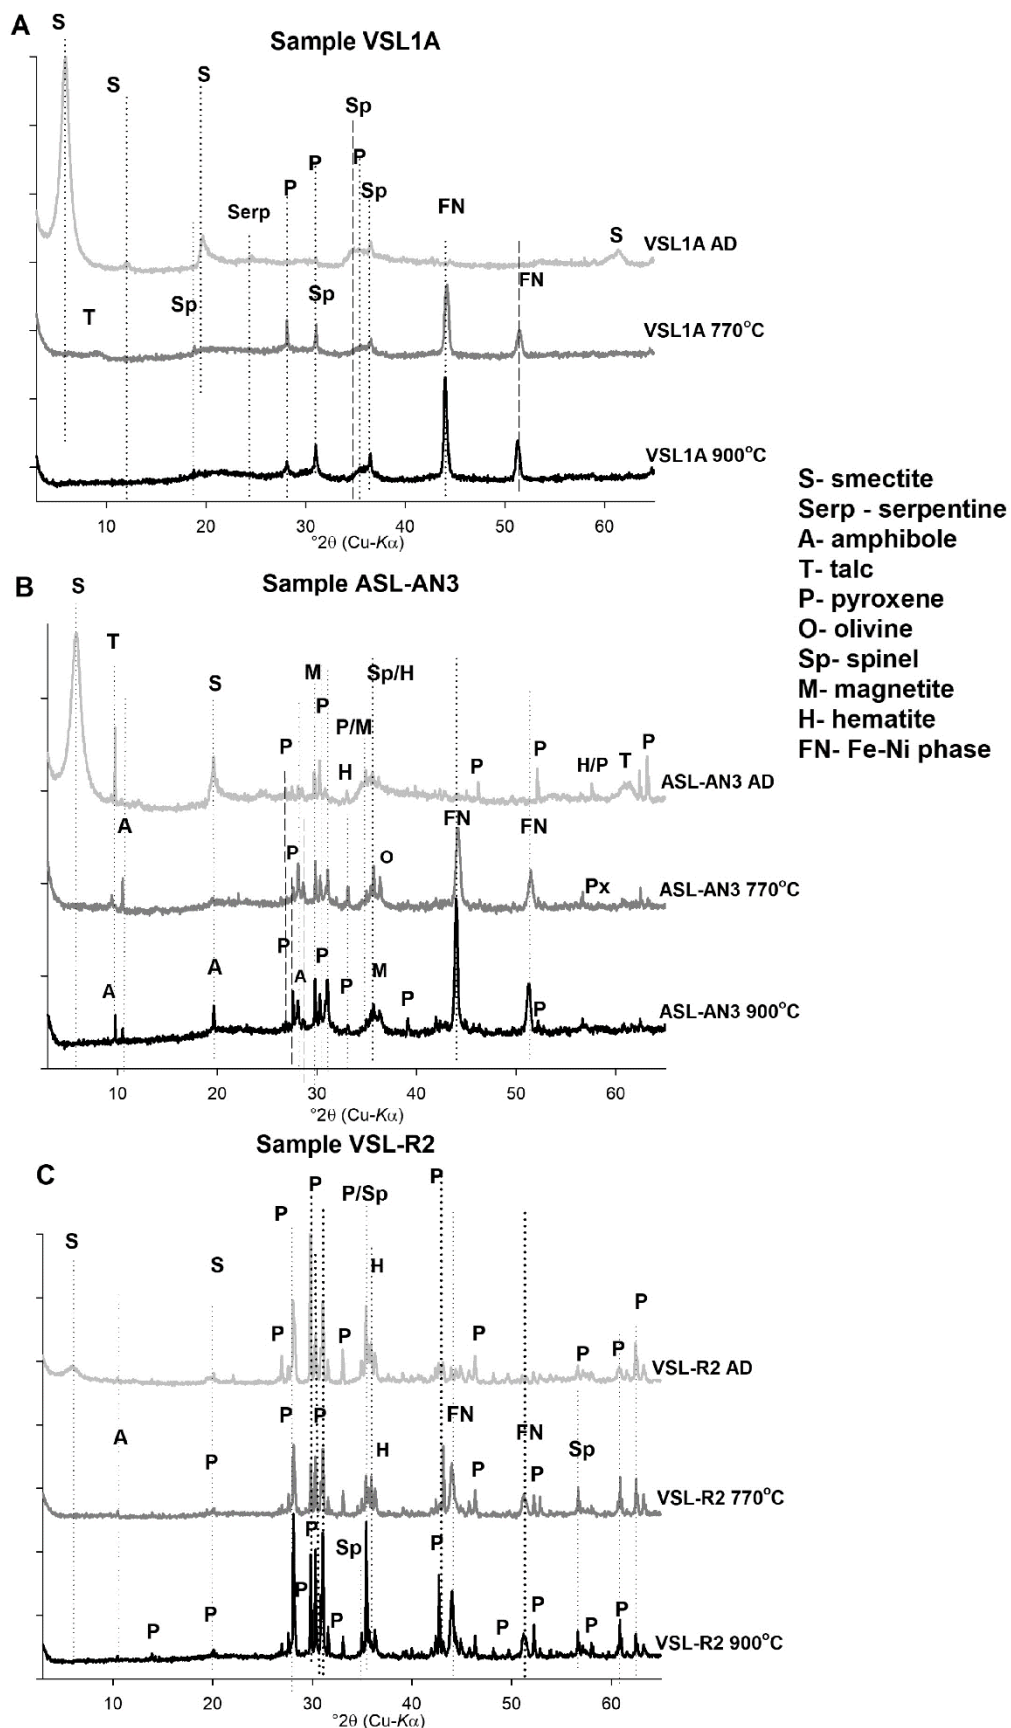 A
Sample VSL1A
S
S
S
Sp
P
P
P
Sp
Serp
FN
S
VSL1A AD
FN
T
Sp
Sp
VSL1A 770°C
VSL1A 900°C
10 20 30 40 50 60
°2θ (Cu-Kα)
S- smectite
Serp - serpentine
A- amphibole
T- talc
P- pyroxene
O- olivine
Sp- spinel
M- magnetite
H- hematite
FN- Fe-Ni phase
B
Sample ASL-AN3
S
T
S
M
Sp/H
P
P/M
P
H
P
P
H/P
T
P
ASL-AN3 AD
A
FN
FN
P
O
Px
ASL-AN3 770°C
P
A
A
A
P
P
M
P
P
ASL-AN3 900°C
10 20 30 40 50 60
°2θ (Cu-Kα)
Sample VSL-R2
C
P
P
P/Sp
P
S
S
H
P
P
P
P
P
P
VSL-R2 AD
A
P
P
P
H
FN
FN
P
P
Sp
VSL-R2 770°C
P
P
Sp
P
P
P
P
P
P
P
P
VSL-R2 900°C
10 20 30 40 50 60
°2θ (Cu-Kα)